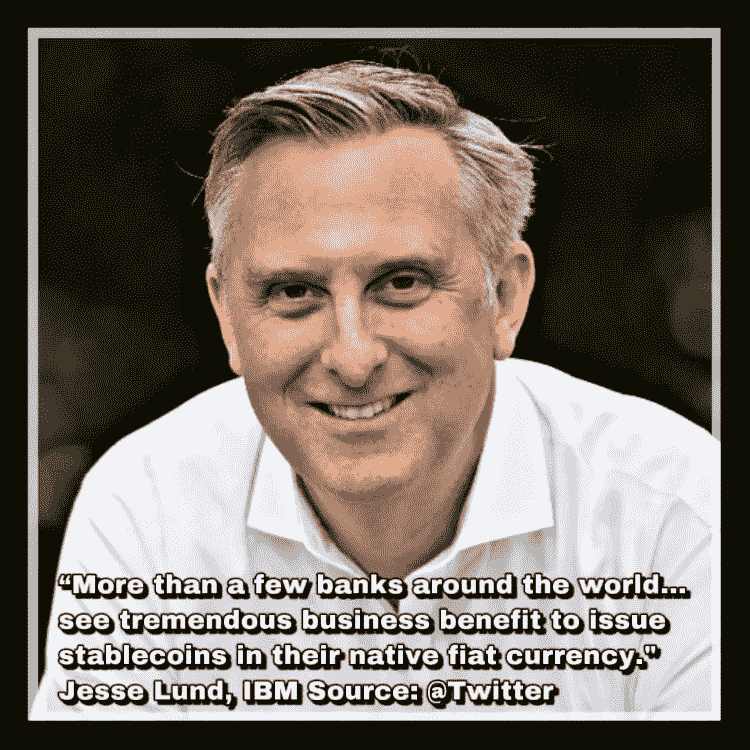 “More than a few banks around the world...
see tremendous business benefit to issue
stablecoins in their native fiat currency."
Jesse Lund, IBM Source: @Twitter